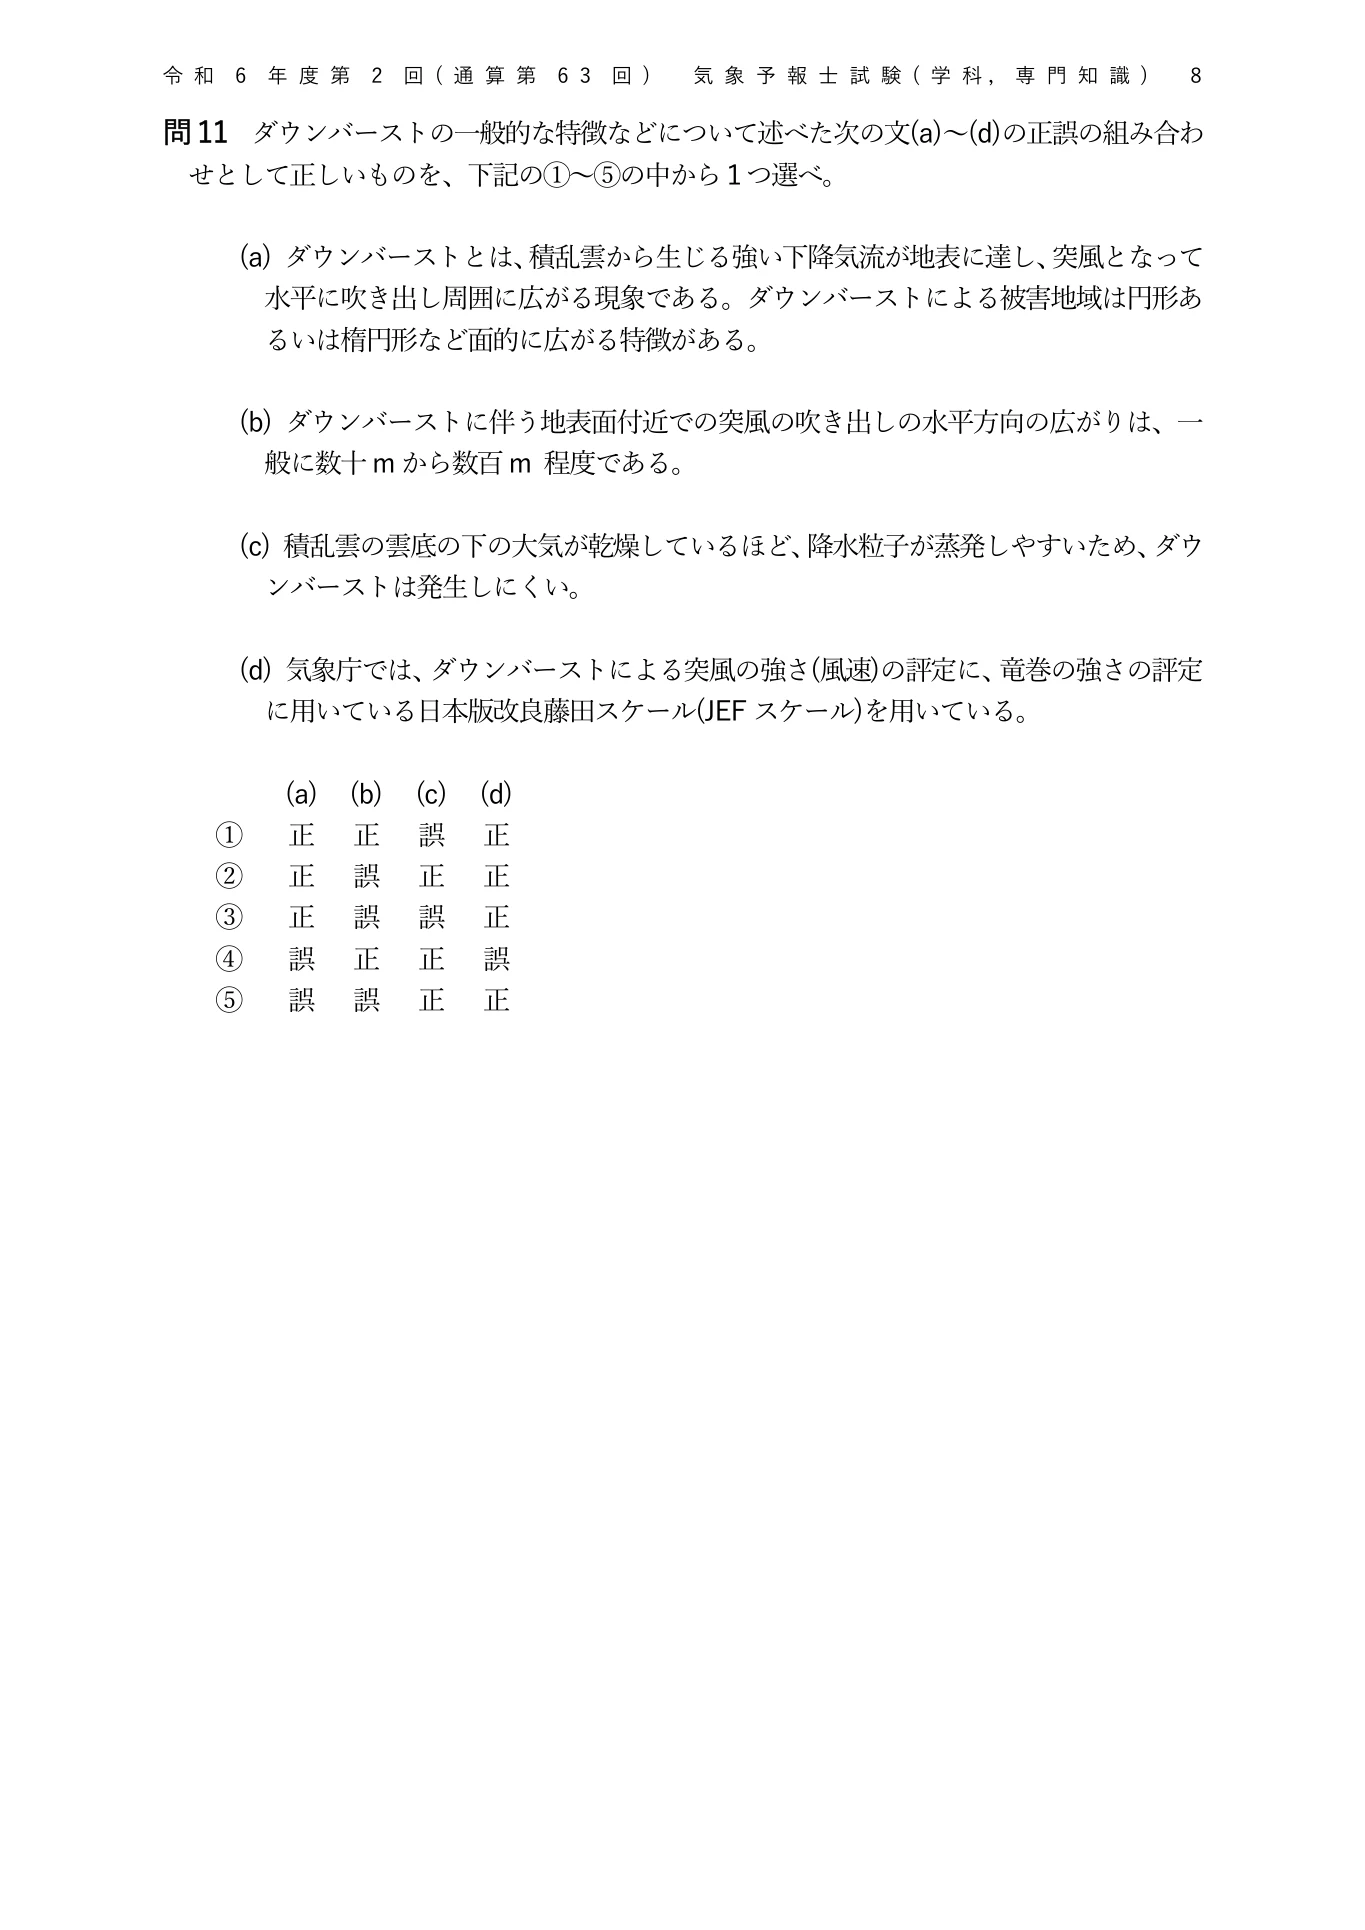 令和6年度第2回(通算第63回) 気象予報士試験(学科,専門知識) 8
問11 ダウンバーストの一般的な特徴などについて述べた次の文(a)～(d)の正誤の組み合わ
せとして正しいものを、下記の①～⑤の中から1つ選べ。
(a) ダウンバーストとは、積乱雲から生じる強い下降気流が地表に達し、突風となって
水平に吹き出し周囲に広がる現象である。ダウンバーストによる被害地域は円形あ
るいは楕円形など面的に広がる特徴がある。
(b) ダウンバーストに伴う地表面付近での突風の吹き出しの水平方向の広がりは、一
般に数十 m から数百 m 程度である。
(c) 積乱雲の雲底の下の大気が乾燥しているほど、降水粒子が蒸発しやすいため、ダウ
ンバーストは発生しにくい。
(d) 気象庁では、ダウンバーストによる突風の強さ(風速)の評定に、竜巻の強さの評定
に用いている日本版改良藤田スケール(JEF スケール)を用いている。
(a) (b) (c) (d)
① 正 正 誤 正
② 正 誤 正 正
③ 正 誤 誤 正
④ 誤 正 正 誤
⑤ 誤 誤 正 正